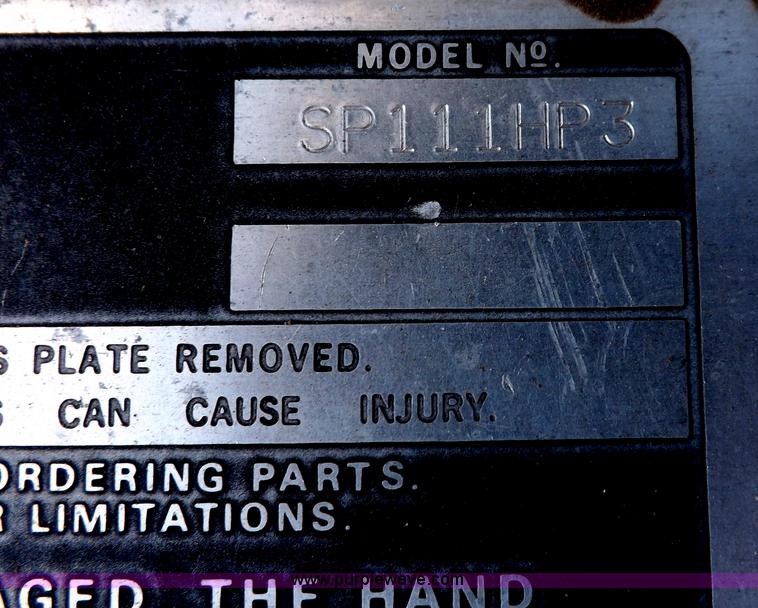 MODEL Nº.
SP111HP3
S PLATE REMOVED.
S CAN CAUSE INJURY.
ORDERING PARTS.
R LIMITATIONS.
AGED THE HAND
www.purplewave.com